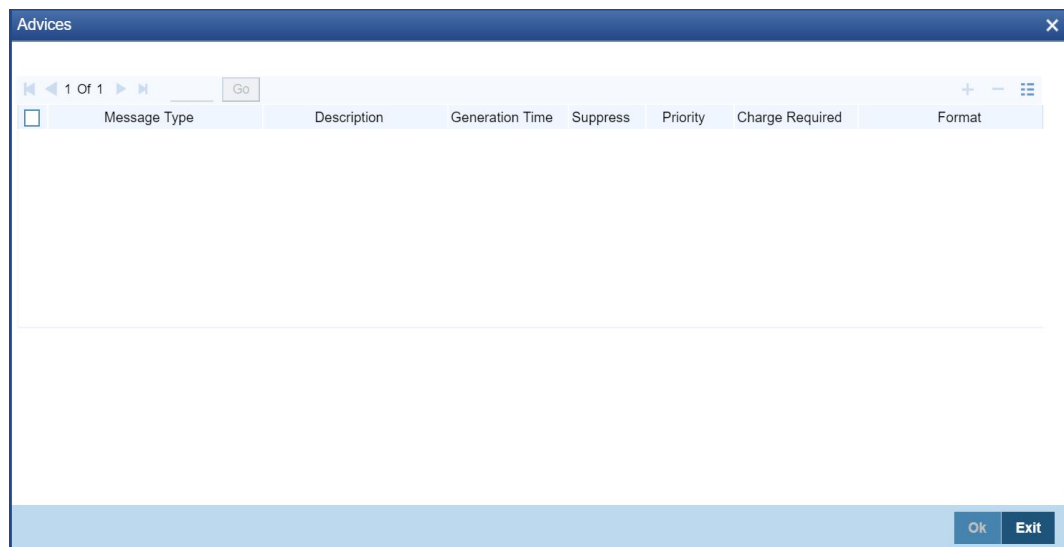 Advices
1 Of 1 Go
Message Type Description Generation Time Suppress Priority Charge Required Format
Ok Exit